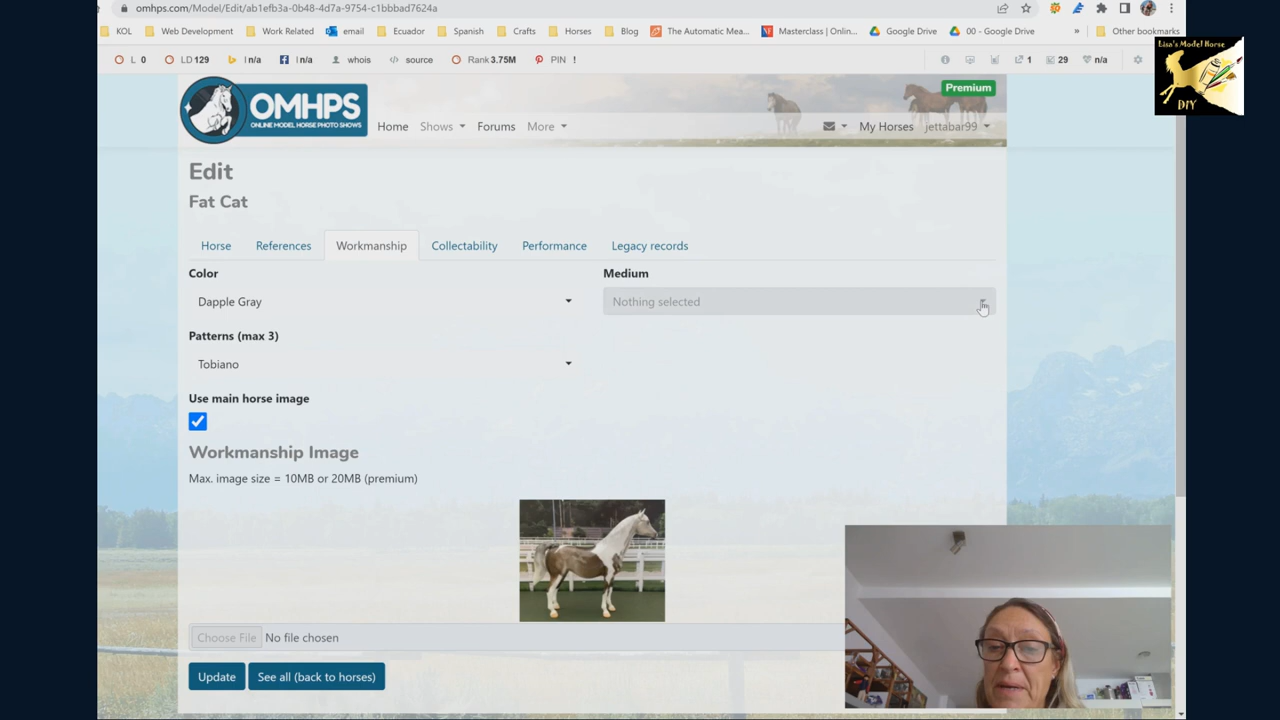 omhps.com/Model/Edit/ab1efb3a-0b48-4d7a-9754-c1bbbad7624a
KOL Web Development Work Related email Ecuador Spanish Crafts Horses Blog The Automatic Mea... Masterclass | Onlin... Google Drive 00 - Google Drive » Other bookmarks
L 0 LD 129 I n/a I n/a whois source Rank 3.75M PIN ! 1 29 n/a
Lisa's Model Horse
DIY
Premium
OMHPS
ONLINE MODEL HORSE PHOTO SHOWS
Home Shows Forums More My Horses jettabar99
Edit
Fat Cat
Horse References Workmanship Collectability Performance Legacy records
Color Medium
Dapple Gray Nothing selected
Patterns (max 3)
Tobiano
Use main horse image
Workmanship Image
Max. image size = 10MB or 20MB (premium)
Choose File No file chosen
Update See all (back to horses)